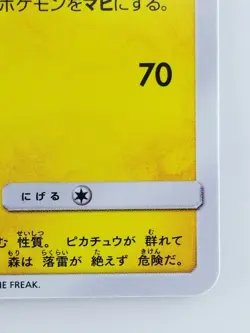 ポケモンをマヒにする。
70
にげる
む 性質。 ピカチュウが 群れて
森は 落雷が 絶えず 危険だ。
NE FREAK.